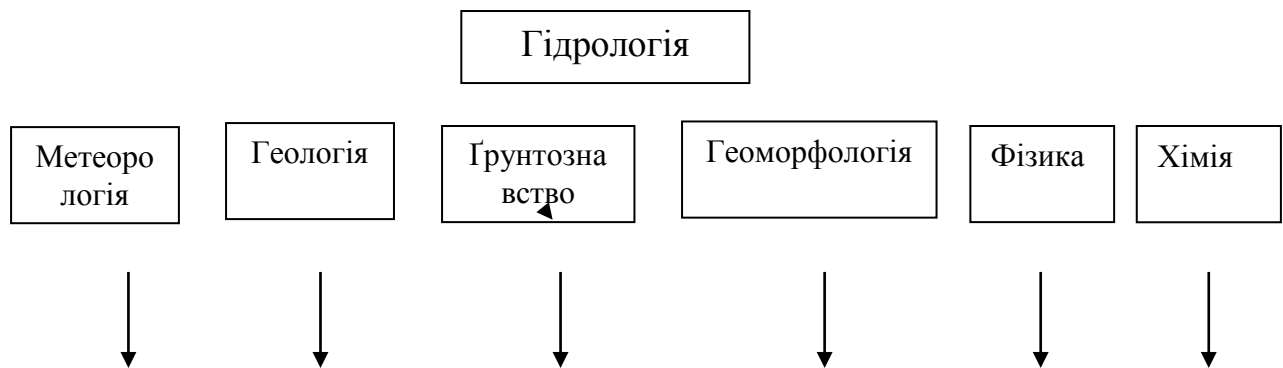 Гідрологія
Метеоро
логія
Геологія
Ґрунтозна
вство
Геоморфологія
Фізика
Хімія